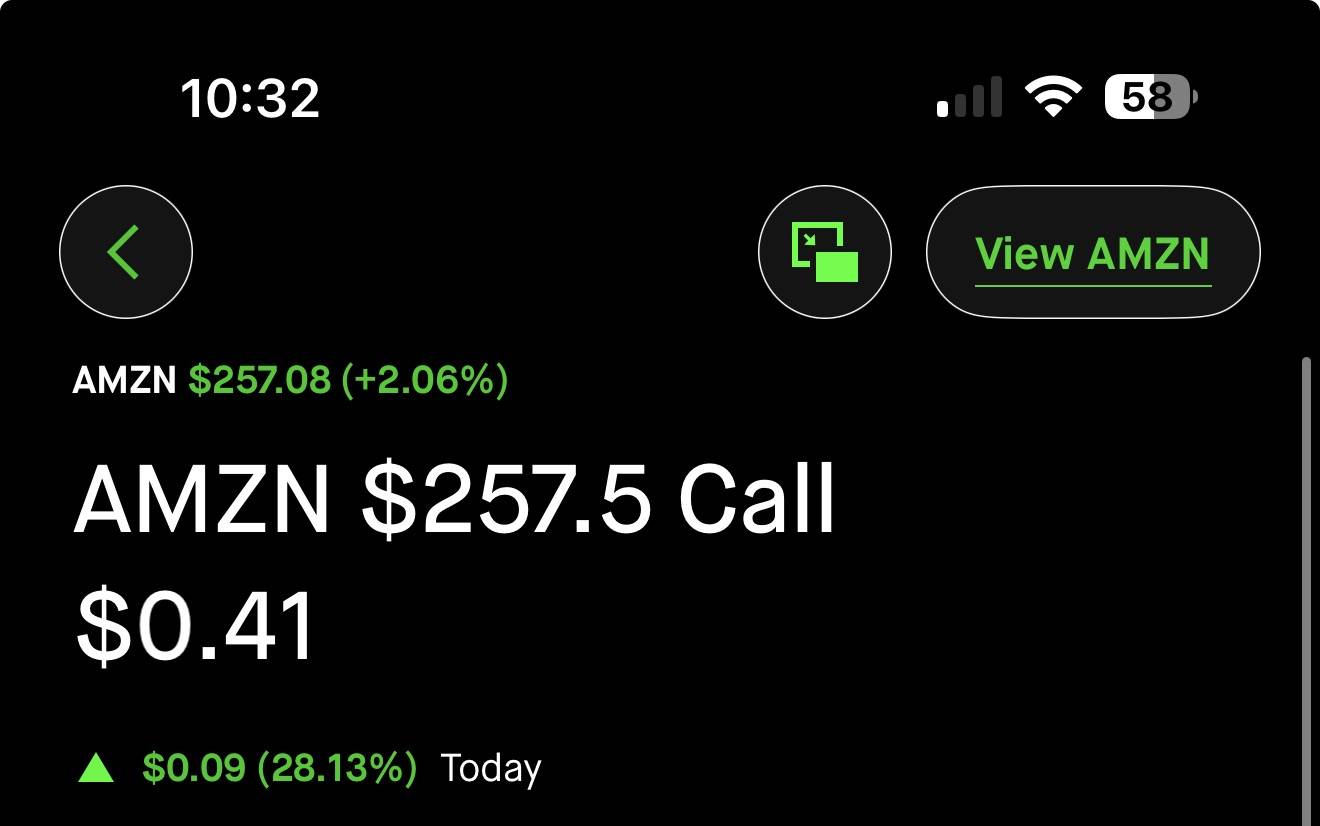 10:32
58
View AMZN
AMZN $257.08 (+2.06%)
AMZN $257.5 Call
$0.41
$0.09 (28.13%) Today